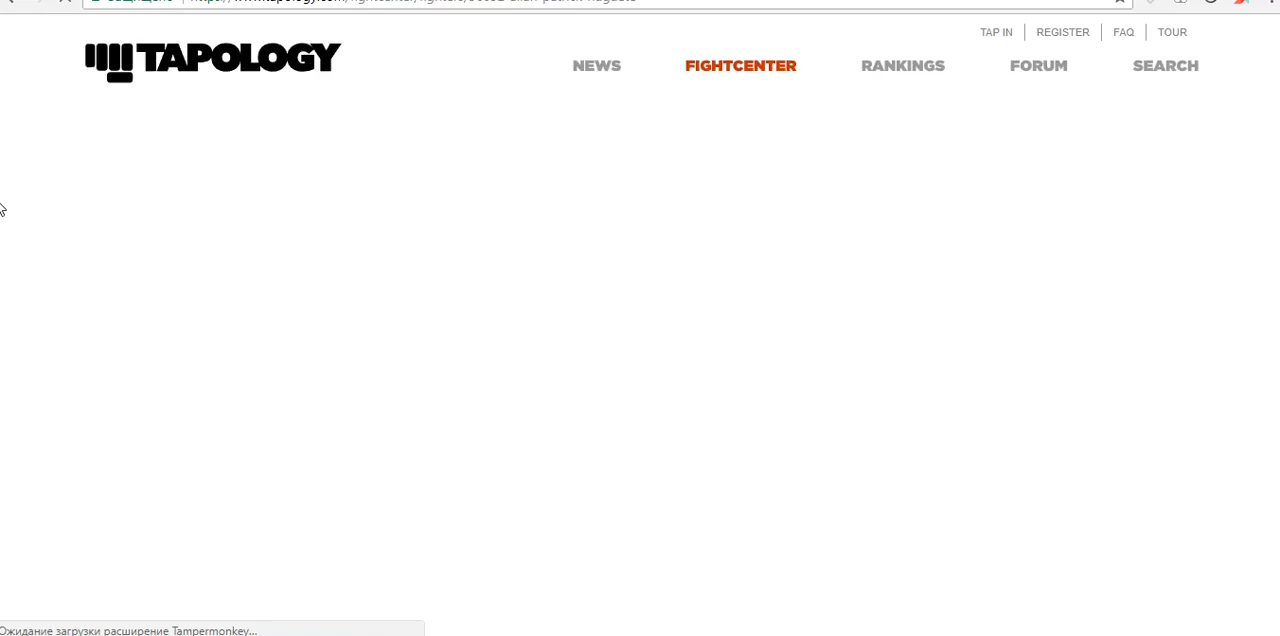 TAP IN REGISTER FAQ TOUR
TAPOLOGY NEWS FIGHTCENTER RANKINGS FORUM SEARCH
Ожидание загрузки расширение Tampermonkey...